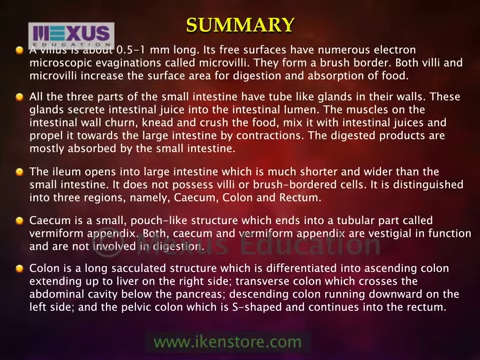 SUMMARY
MEXUS
EDUCATION
A villus is about 0.5-1 mm long. Its free surfaces have numerous electron
microscopic evaginations called microvilli. They form a brush border. Both villi and
microvilli increase the surface area for digestion and absorption of food.
All the three parts of the small intestine have tube like glands in their walls. These
glands secrete intestinal juice into the intestinal lumen. The muscles on the
intestinal wall churn, knead and crush the food, mix it with intestinal juices and
propel it towards the large intestine by contractions. The digested products are
mostly absorbed by the small intestine.
The ileum opens into large intestine which is much shorter and wider than the
small intestine. It does not possess villi or brush-bordered cells. It is distinguished
into three regions, namely, Caecum, Colon and Rectum.
Caecum is a small, pouch-like structure which ends into a tubular part called
vermiform appendix. Both, caecum and vermiform appendix are vestigial in function
and are not involved in digestion.
© Mexus Education
Colon is a long sacculated structure which is differentiated into ascending colon
extending up to liver on the right side; transverse colon which crosses the
abdominal cavity below the pancreas; descending colon running downward on the
left side; and the pelvic colon which is S-shaped and continues into the rectum.
www.ikenstore.com